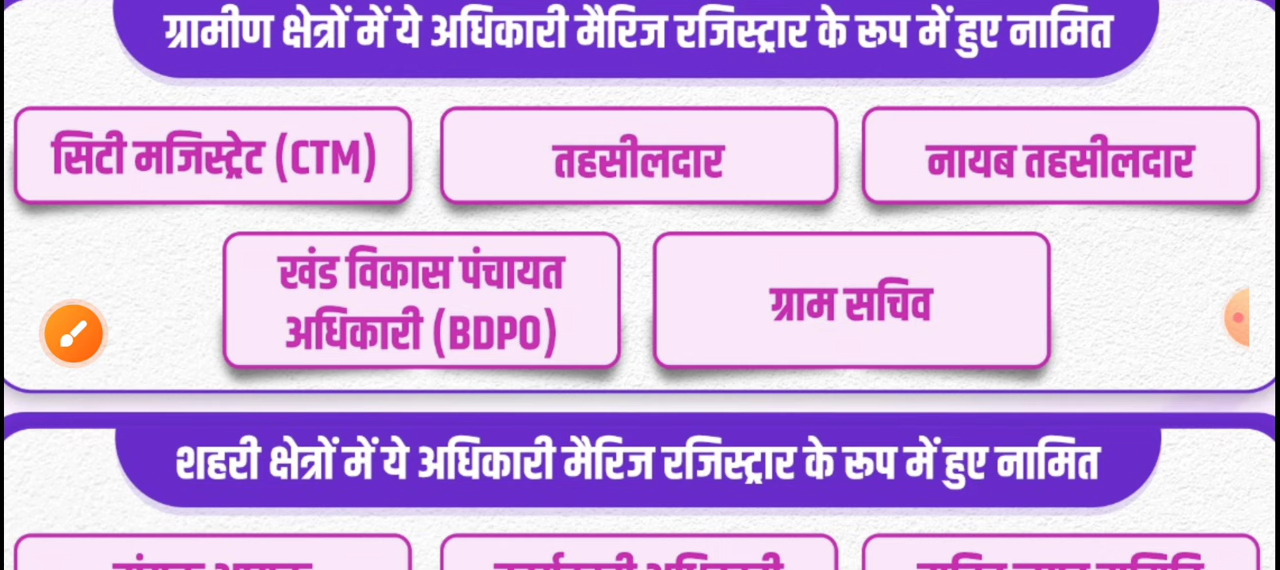 ग्रामीण क्षेत्रों में ये अधिकारी मैरिज रजिस्ट्रार के रूप में हुए नामित
सिटी मजिस्ट्रेट (CTM)
तहसीलदार
नायब तहसीलदार
खंड विकास पंचायत
अधिकारी (BDPO)
ग्राम सचिव
शहरी क्षेत्रों में ये अधिकारी मैरिज रजिस्ट्रार के रूप में हुए नामित